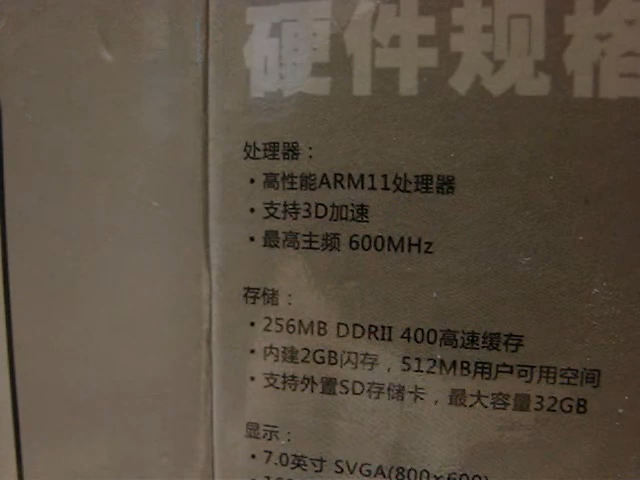 硬件规格
处理器：
·高性能ARM11处理器
·支持3D加速
·最高主频 600MHz
存储：
·256MB DDRII 400高速缓存
·内建2GB闪存，512MB用户可用空间
·支持外置SD存储卡，最大容量32GB
显示：
·7.0英寸 SVGA(800x600)